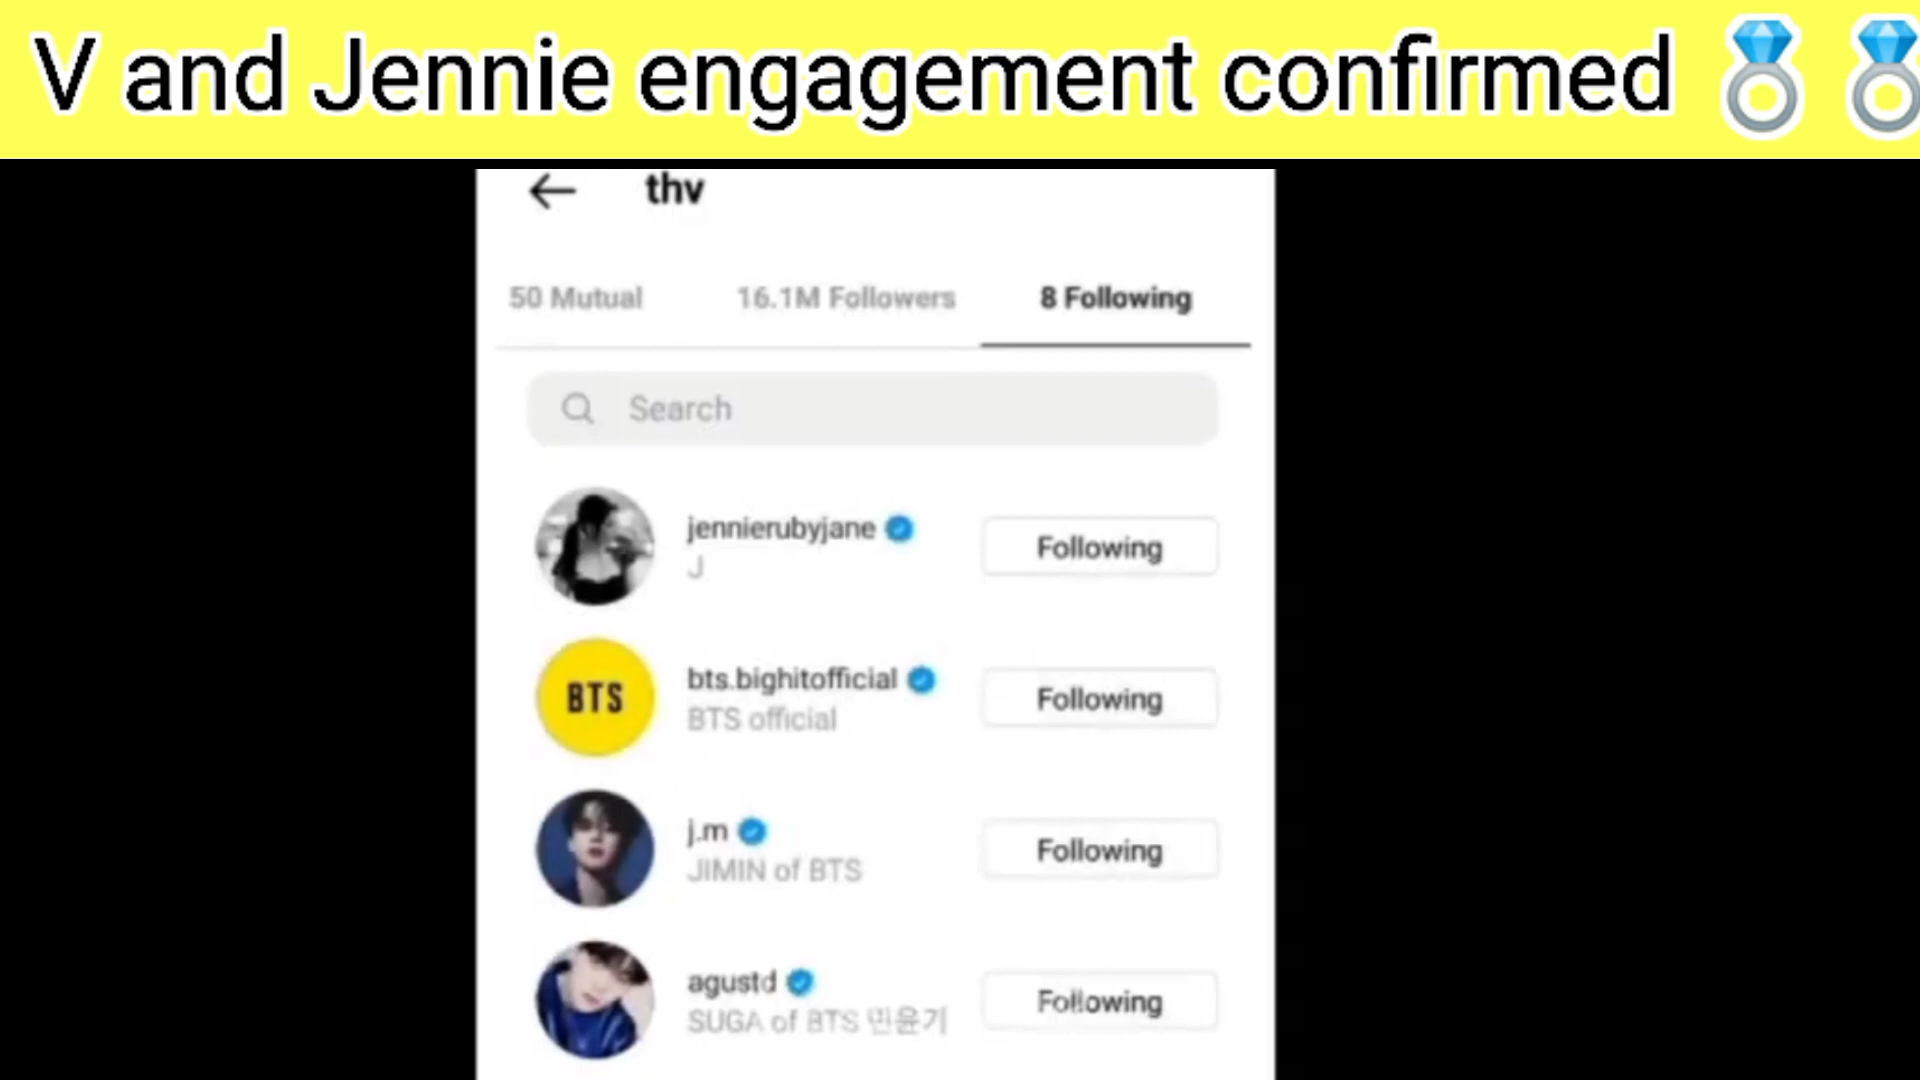 V and Jennie engagement confirmed 💍 💍
thv
50 Mutual 16.1M Followers 8 Following
Search
jennierubyjane
J
Following
BTS
bts.bighitofficial
BTS official
Following
j.m
JIMIN of BTS
Following
agustd
SUGA of BTS 민윤기
Following